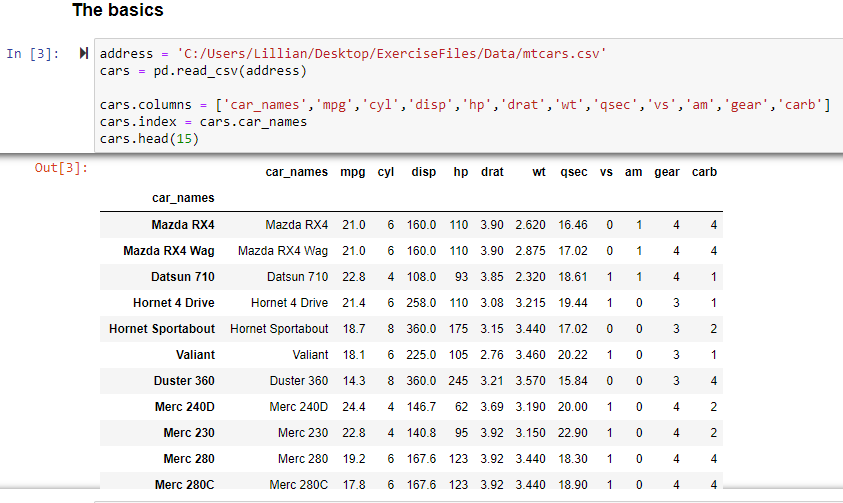 The basics
In [3]: address = 'C:/Users/Lillian/Desktop/ExerciseFiles/Data/mtcars.csv'
cars = pd.read_csv(address)
cars.columns = ['car_names','mpg','cyl','disp','hp','drat','wt','qsec','vs','am','gear','carb']
cars.index = cars.car_names
cars.head(15)
Out[3]: car_names mpg cyl disp hp drat wt qsec vs am gear carb
car_names
Mazda RX4 Mazda RX4 21.0 6 160.0 110 3.90 2.620 16.46 0 1 4 4
Mazda RX4 Wag Mazda RX4 Wag 21.0 6 160.0 110 3.90 2.875 17.02 0 1 4 4
Datsun 710 Datsun 710 22.8 4 108.0 93 3.85 2.320 18.61 1 1 4 1
Hornet 4 Drive Hornet 4 Drive 21.4 6 258.0 110 3.08 3.215 19.44 1 0 3 1
Hornet Sportabout Hornet Sportabout 18.7 8 360.0 175 3.15 3.440 17.02 0 0 3 2
Valiant Valiant 18.1 6 225.0 105 2.76 3.460 20.22 1 0 3 1
Duster 360 Duster 360 14.3 8 360.0 245 3.21 3.570 15.84 0 0 3 4
Merc 240D Merc 240D 24.4 4 146.7 62 3.69 3.190 20.00 1 0 4 2
Merc 230 Merc 230 22.8 4 140.8 95 3.92 3.150 22.90 1 0 4 2
Merc 280 Merc 280 19.2 6 167.6 123 3.92 3.440 18.30 1 0 4 4
Merc 280C Merc 280C 17.8 6 167.6 123 3.92 3.440 18.90 1 0 4 4